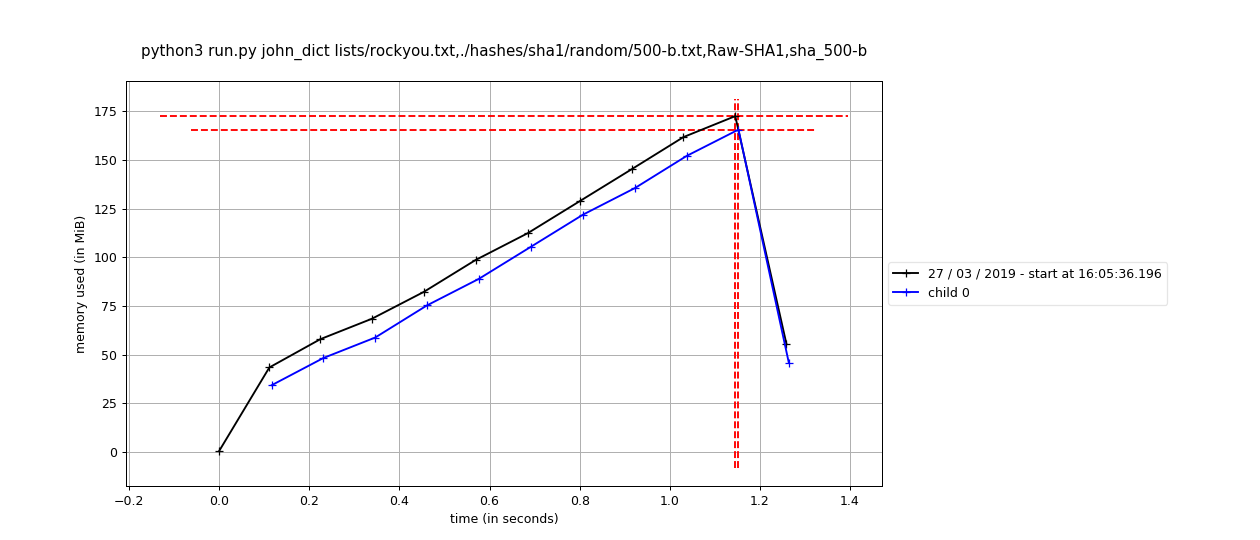 python3 run.py john_dict lists/rockyou.txt,./hashes/sha1/random/500-b.txt,Raw-SHA1,sha_500-b
175
150
125
100
75
50
25
0
memory used (in MiB)
−0.2 0.0 0.2 0.4 0.6 0.8 1.0 1.2 1.4
time (in seconds)
27 / 03 / 2019 - start at 16:05:36.196
child 0